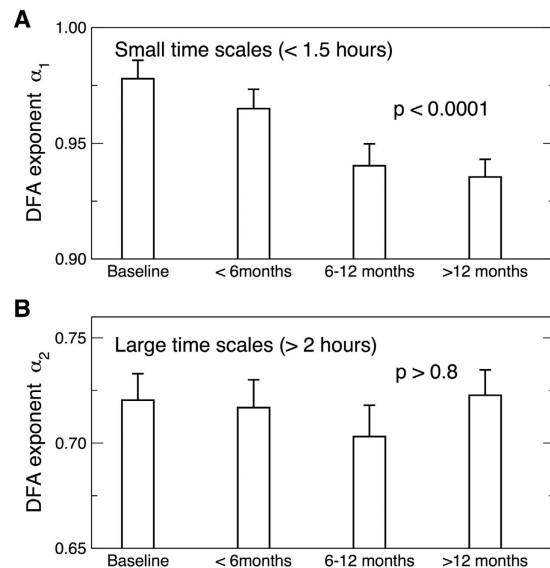 A
1.00
Small time scales (< 1.5 hours)
p < 0.0001
0.95
0.90
DFA exponent α1
Baseline < 6months 6-12 months >12 months
B
0.75
Large time scales (> 2 hours)
p > 0.8
0.70
0.65
DFA exponent α2
Baseline < 6months 6-12 months >12 months